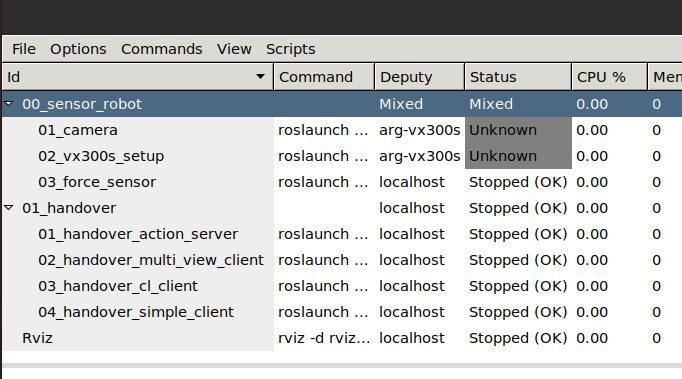 File Options Commands View Scripts
Id Command Deputy Status CPU % Mem
00_sensor_robot Mixed Mixed 0.00 0
01_camera roslaunch ... arg-vx300s Unknown 0.00 0
02_vx300s_setup roslaunch ... arg-vx300s Unknown 0.00 0
03_force_sensor roslaunch ... localhost Stopped (OK) 0.00 0
01_handover localhost Stopped (OK) 0.00 0
01_handover_action_server roslaunch ... localhost Stopped (OK) 0.00 0
02_handover_multi_view_client roslaunch ... localhost Stopped (OK) 0.00 0
03_handover_cl_client roslaunch ... localhost Stopped (OK) 0.00 0
04_handover_simple_client roslaunch ... localhost Stopped (OK) 0.00 0
Rviz rviz -d rviz... localhost Stopped (OK) 0.00 0